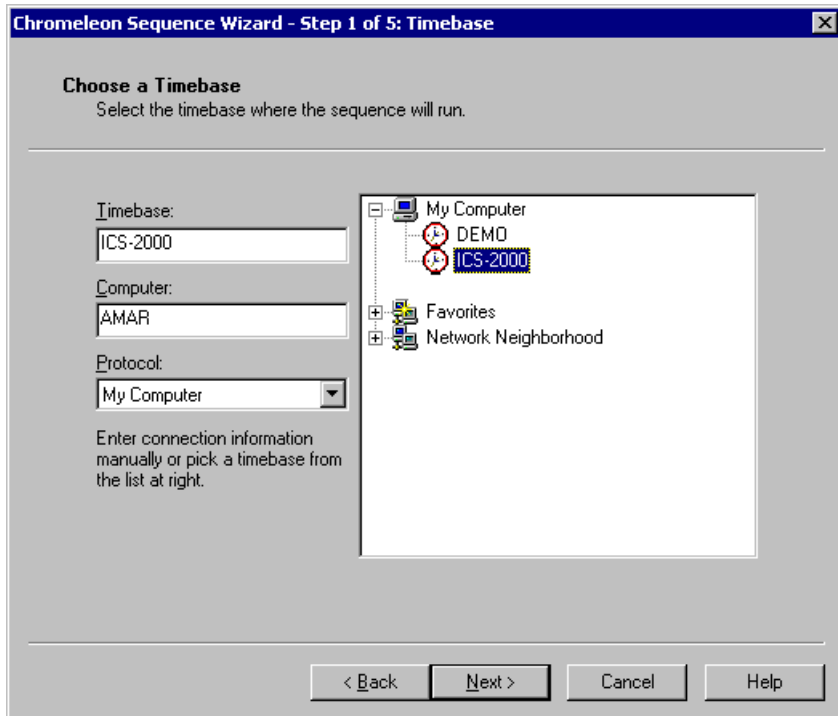 Chromeleon Sequence Wizard - Step 1 of 5: Timebase
Choose a Timebase
Select the timebase where the sequence will run.
Timebase:
ICS-2000
Computer:
AMAR
Protocol:
My Computer
Enter connection information
manually or pick a timebase from
the list at right.
My Computer
DEMO
ICS-2000
Favorites
Network Neighborhood
< Back
Next >
Cancel
Help